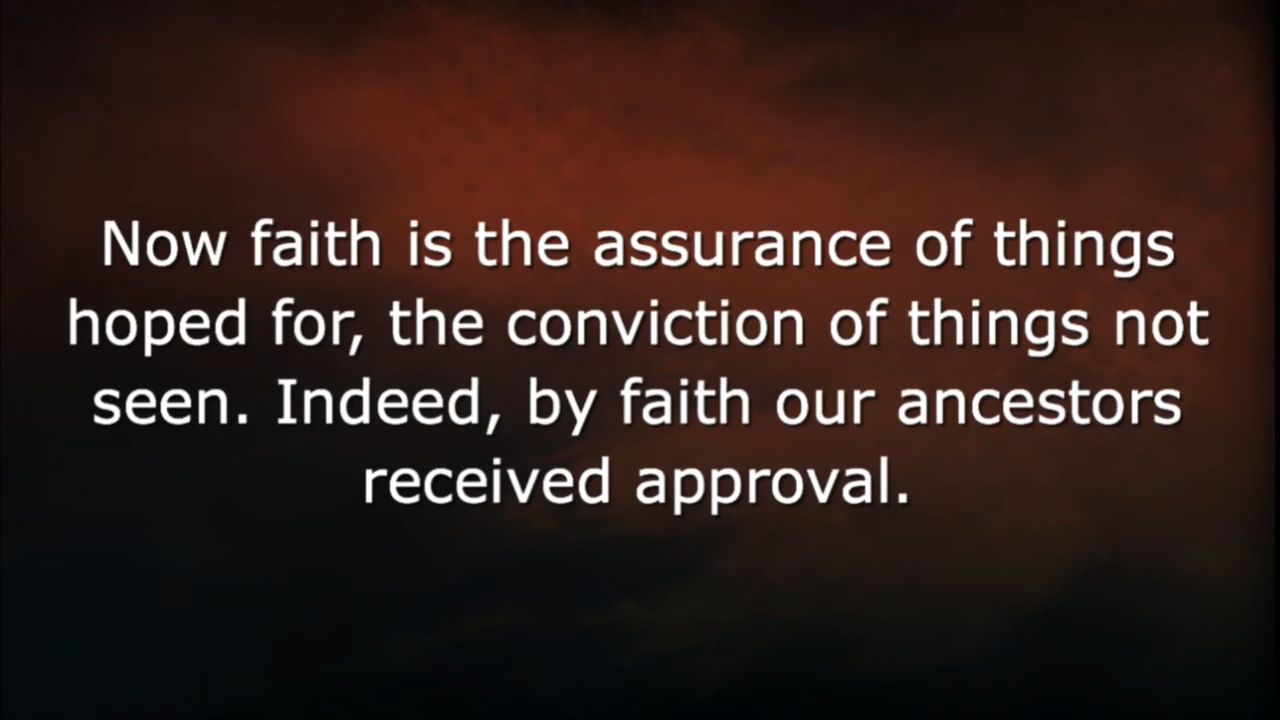 Now faith is the assurance of things
hoped for, the conviction of things not
seen. Indeed, by faith our ancestors
received approval.